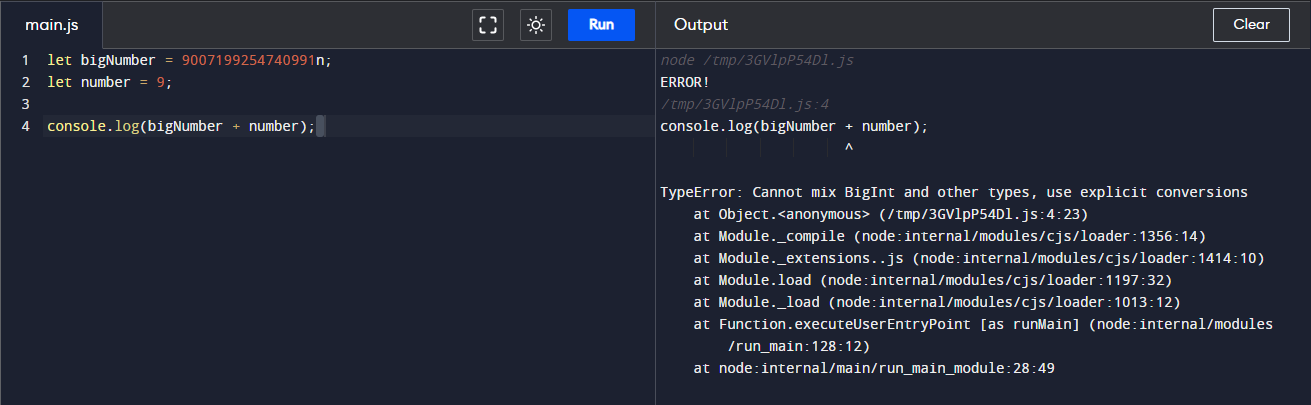 main.js
Run
Output
Clear
1 let bigNumber = 9007199254740991n;
2 let number = 9;
3
4 console.log(bigNumber + number);
node /tmp/3GVlpP54Dl.js
ERROR!
/tmp/3GVlpP54Dl.js:4
console.log(bigNumber + number);
^
TypeError: Cannot mix BigInt and other types, use explicit conversions
at Object.<anonymous> (/tmp/3GVlpP54Dl.js:4:23)
at Module._compile (node:internal/modules/cjs/loader:1356:14)
at Module._extensions..js (node:internal/modules/cjs/loader:1414:10)
at Module.load (node:internal/modules/cjs/loader:1197:32)
at Module._load (node:internal/modules/cjs/loader:1013:12)
at Function.executeUserEntryPoint [as runMain] (node:internal/modules
/run_main:128:12)
at node:internal/main/run_main_module:28:49